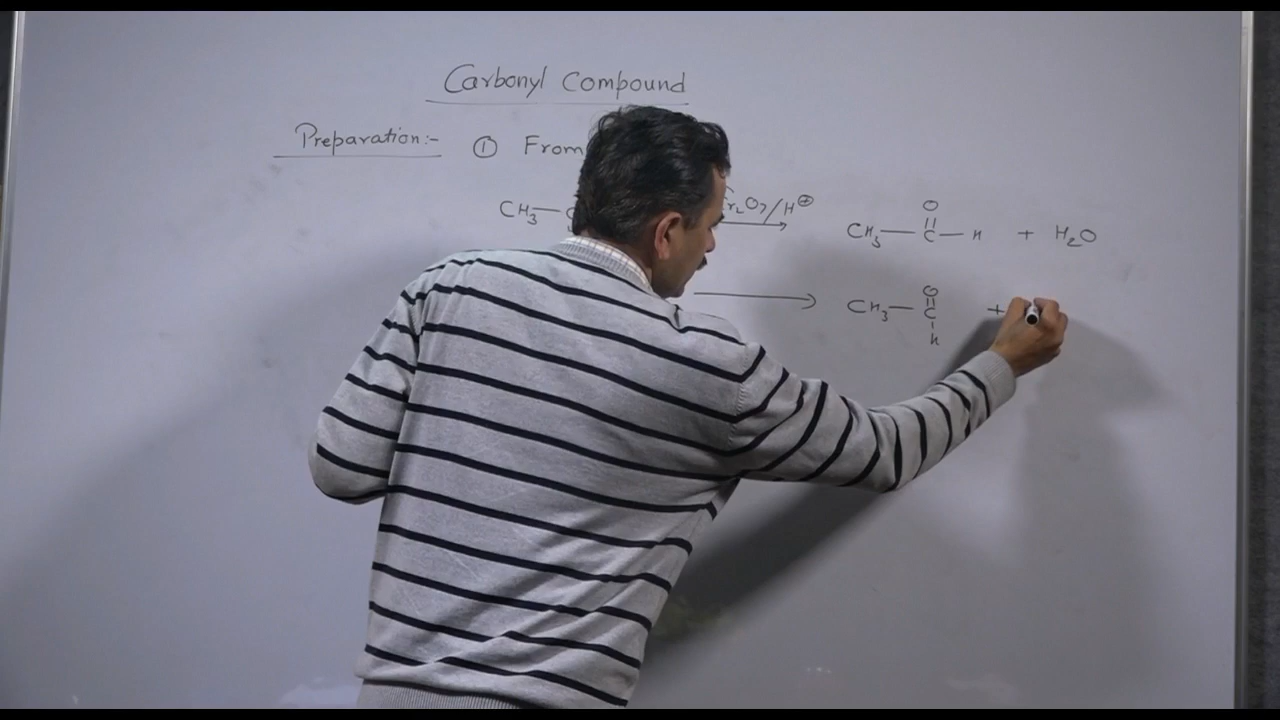 Carbonyl Compound
Preparation:- ① From
O
CH₃— r₂O₇/H⊕ CH₃—C—H + H₂O
O
CH₃—C +
H